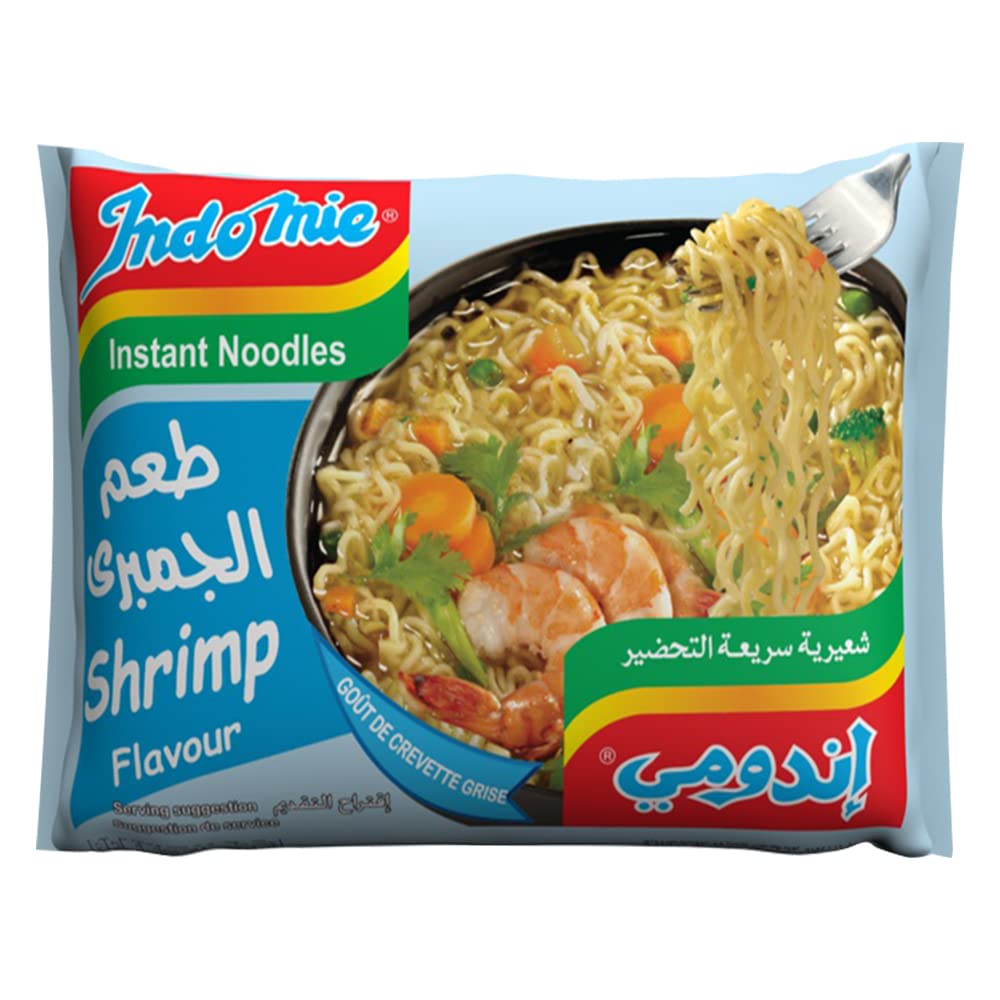 Indomie®
Instant Noodles
طعم
الجمبرى
Shrimp
Flavour
GOÛT DE CREVETTE GRISE
شعيرية سريعة التحضير
إندومي®
Serving suggestion إقتراح التقديم
Suggestion de service